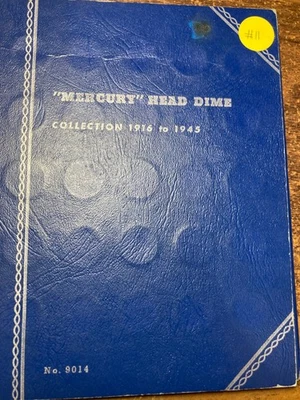 #11
"MERCURY" HEAD DIME
COLLECTION 1916 to 1945
No. 9014